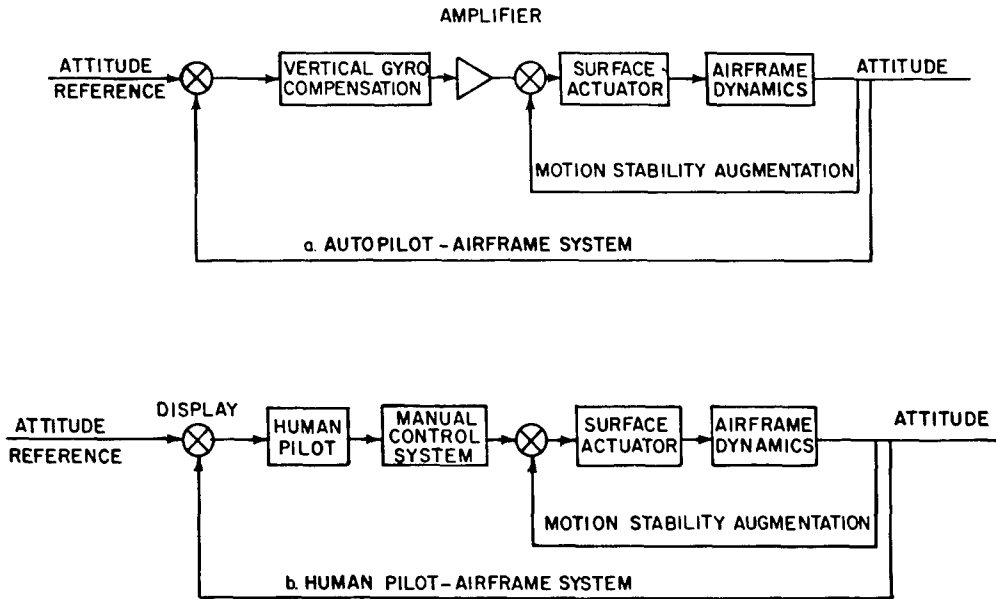 AMPLIFIER
ATTITUDE
REFERENCE
VERTICAL GYRO
COMPENSATION
SURFACE
ACTUATOR
AIRFRAME
DYNAMICS
ATTITUDE
MOTION STABILITY AUGMENTATION
a. AUTOPILOT - AIRFRAME SYSTEM
DISPLAY
ATTITUDE
REFERENCE
HUMAN
PILOT
MANUAL
CONTROL
SYSTEM
SURFACE
ACTUATOR
AIRFRAME
DYNAMICS
ATTITUDE
MOTION STABILITY AUGMENTATION
b. HUMAN PILOT-AIRFRAME SYSTEM